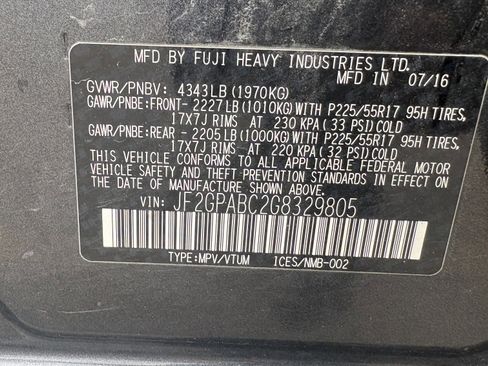 MFD BY FUJI HEAVY INDUSTRIES LTD.
MFD IN 07/16
GVWR/PNBV: 4343LB (1970KG)
GAWR/PNBE:FRONT- 2227LB (1010KG)WITH P225/55R17 95H TIRES,
17X7J RIMS AT 230 KPA (33 PSI)COLD
GAWR/PNBE:REAR - 2205LB (1000KG)WITH P225/55R17 95H TIRES,
17X7J RIMS AT 220 KPA (32 PSI)COLD
THIS VEHICLE CONFORMS TO ALL APPLICABLE FEDERAL MOTOR
VEHICLE SAFETY AND THEFT PREVENTION STANDARDS IN EFFECT ON
THE DATE OF MANUFACTURE SHOWN ABOVE.
VIN: JF2GPABC2G8329805
TYPE:MPV/VTUM ICES/NMB-002